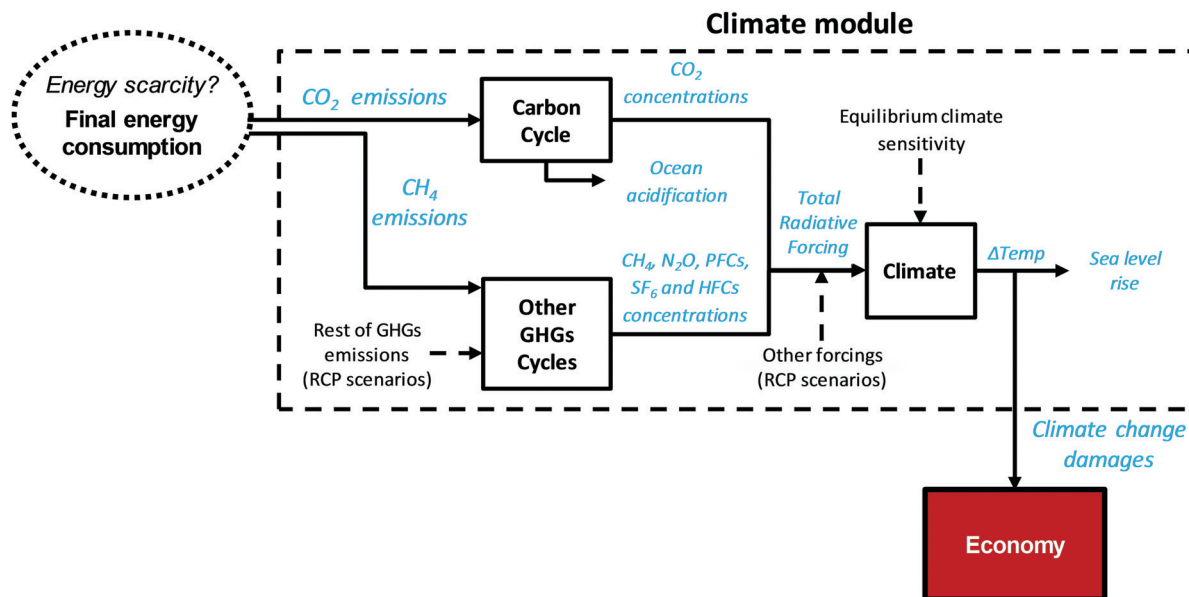 Climate module
Energy scarcity?
Final energy
consumption
CO₂ emissions
CH₄
emissions
Carbon
Cycle
CO₂
concentrations
Ocean
acidification
Rest of GHGs
emissions
(RCP scenarios)
Other
GHGs
Cycles
CH₄, N₂O, PFCs,
SF₆ and HFCs
concentrations
Total
Radiative
Forcing
Other forcings
(RCP scenarios)
Equilibrium climate
sensitivity
Climate
ΔTemp
Sea level
rise
Climate change
damages
Economy